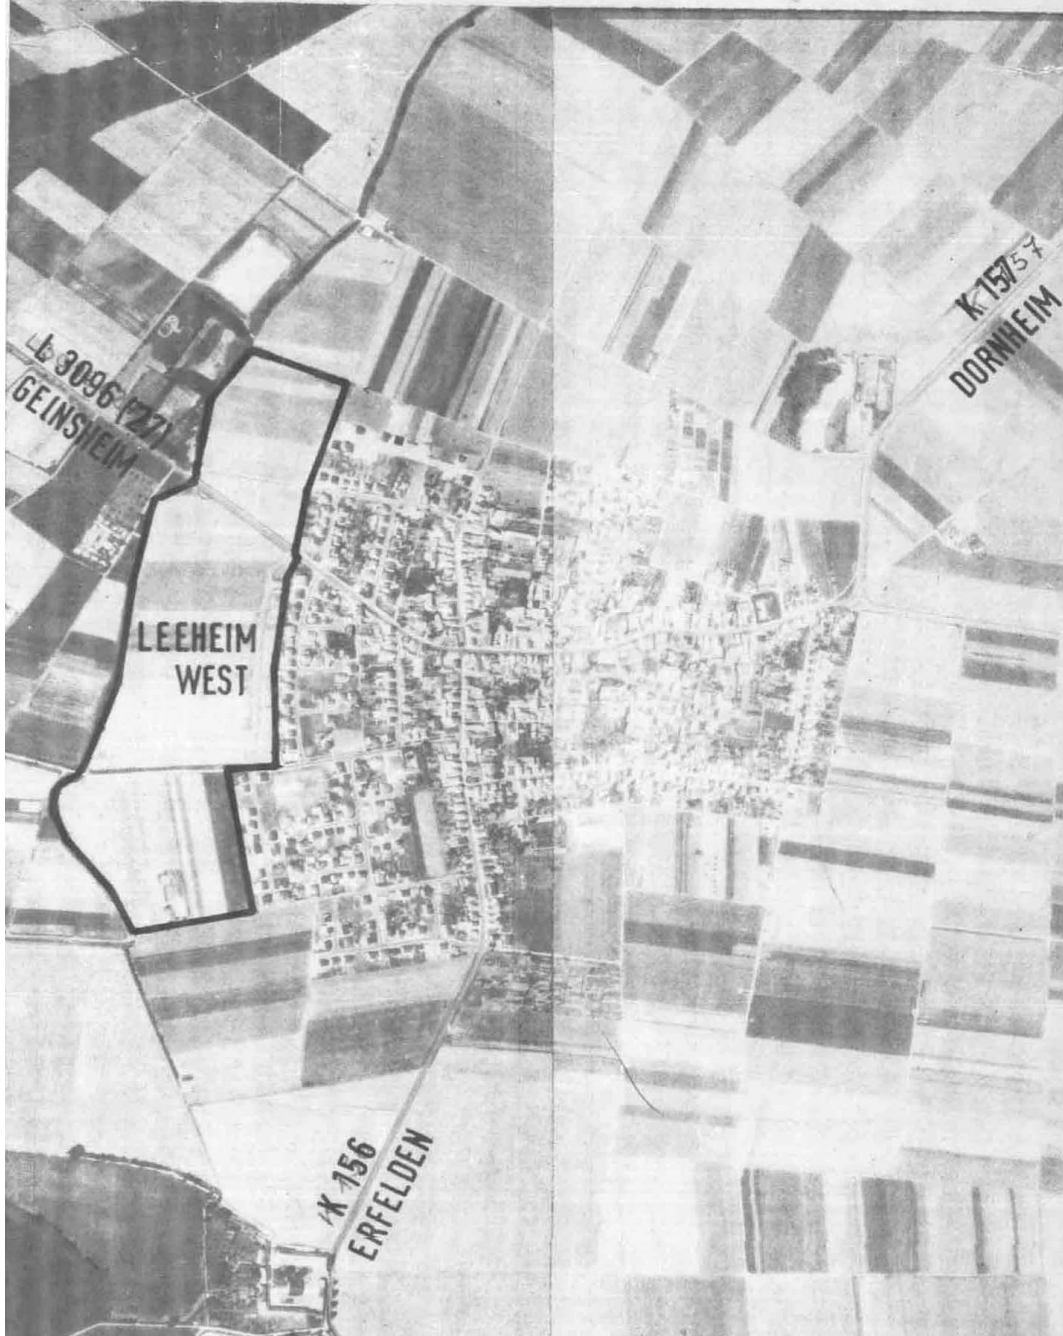 K 157
DORNHEIM
L 3096 (27)
GEINSHEIM
LEEHEIM
WEST
K 156
ERFELDEN